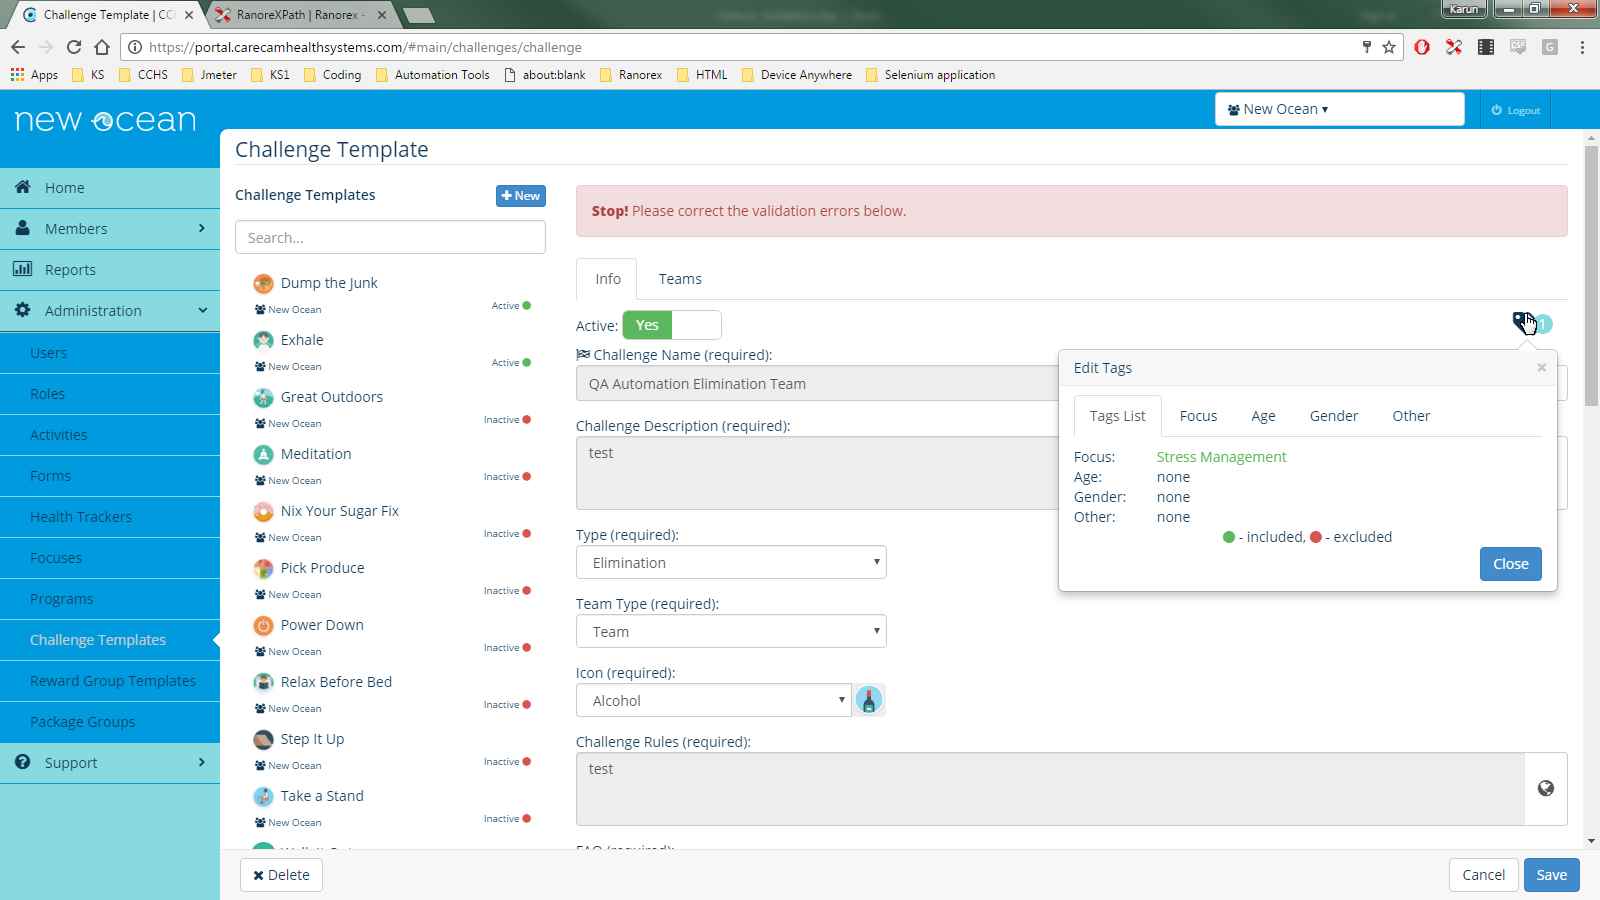 Challenge Template | CC
RanoreXPath | Ranorex -
Karun
https://portal.carecamhealthsystems.com/#main/challenges/challenge
Apps
KS
CCHS
Jmeter
KS1
Coding
Automation Tools
about:blank
Ranorex
HTML
Device Anywhere
Selenium application
new ocean
New Ocean
Logout
Home
Members
Reports
Administration
Users
Roles
Activities
Forms
Health Trackers
Focuses
Programs
Challenge Templates
Reward Group Templates
Package Groups
Support
Challenge Template
Challenge Templates
New
Search...
Dump the Junk
New Ocean
Active
Exhale
New Ocean
Active
Great Outdoors
New Ocean
Inactive
Meditation
New Ocean
Inactive
Nix Your Sugar Fix
New Ocean
Inactive
Pick Produce
New Ocean
Inactive
Power Down
New Ocean
Inactive
Relax Before Bed
New Ocean
Inactive
Step It Up
New Ocean
Inactive
Take a Stand
New Ocean
Inactive
Stop! Please correct the validation errors below.
Info
Teams
Active:
Yes
1
Challenge Name (required):
QA Automation Elimination Team
Challenge Description (required):
test
Type (required):
Elimination
Team Type (required):
Team
Icon (required):
Alcohol
Challenge Rules (required):
test
Edit Tags
×
Tags List
Focus
Age
Gender
Other
Focus: Stress Management
Age: none
Gender: none
Other: none
- included, - excluded
Close
Delete
Cancel
Save